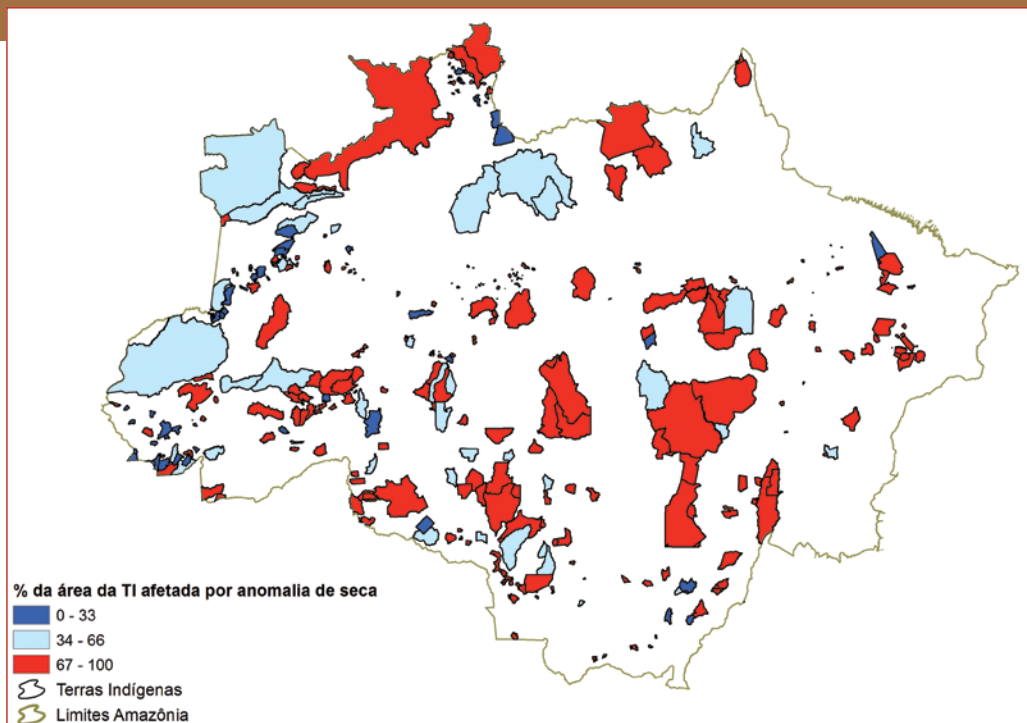 % da área da TI afetada por anomalia de seca
0 - 33
34 - 66
67 - 100
Terras Indígenas
Limites Amazônia